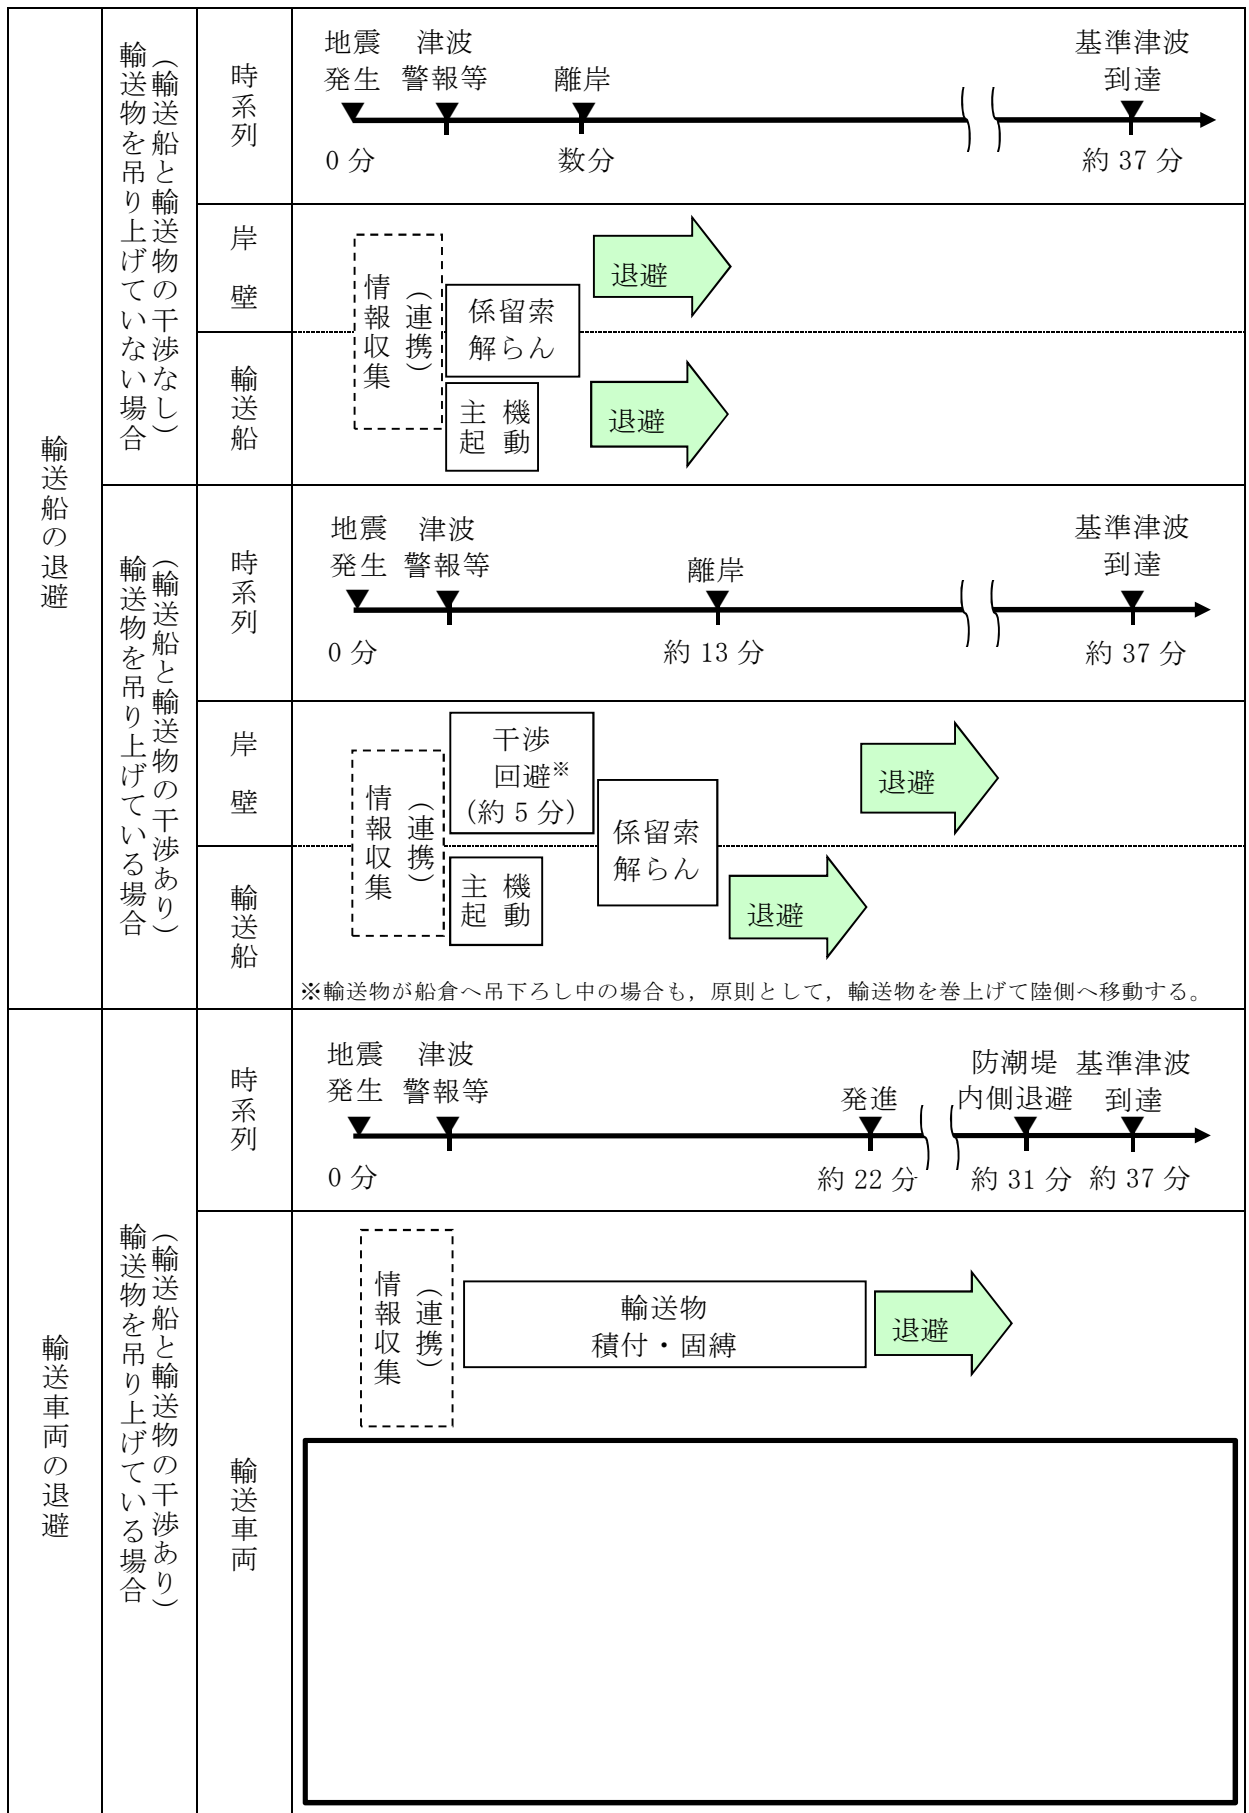 輸送船の退避
輸送物を吊り上げていない場合
（輸送船と輸送物の干渉なし）
時系列
地震
発生
津波
警報等
離岸
基準津波
到達
0 分
数分
約 37 分
岸壁
輸送船
情報収集
（連携）
係留索
解らん
主機
起動
退避
退避
輸送物を吊り上げている場合
（輸送船と輸送物の干渉あり）
時系列
地震
発生
津波
警報等
離岸
基準津波
到達
0 分
約 13 分
約 37 分
岸壁
輸送船
情報収集
（連携）
干渉
回避※
(約 5 分)
主機
起動
係留索
解らん
退避
退避
※輸送物が船倉へ吊下ろし中の場合も，原則として，輸送物を巻上げて陸側へ移動する。
輸送車両の退避
輸送物を吊り上げている場合
（輸送船と輸送物の干渉あり）
時系列
地震
発生
津波
警報等
発進
防潮堤
内側退避
基準津波
到達
0 分
約 22 分
約 31 分
約 37 分
輸送車両
情報収集
（連携）
輸送物
積付・固縛
退避